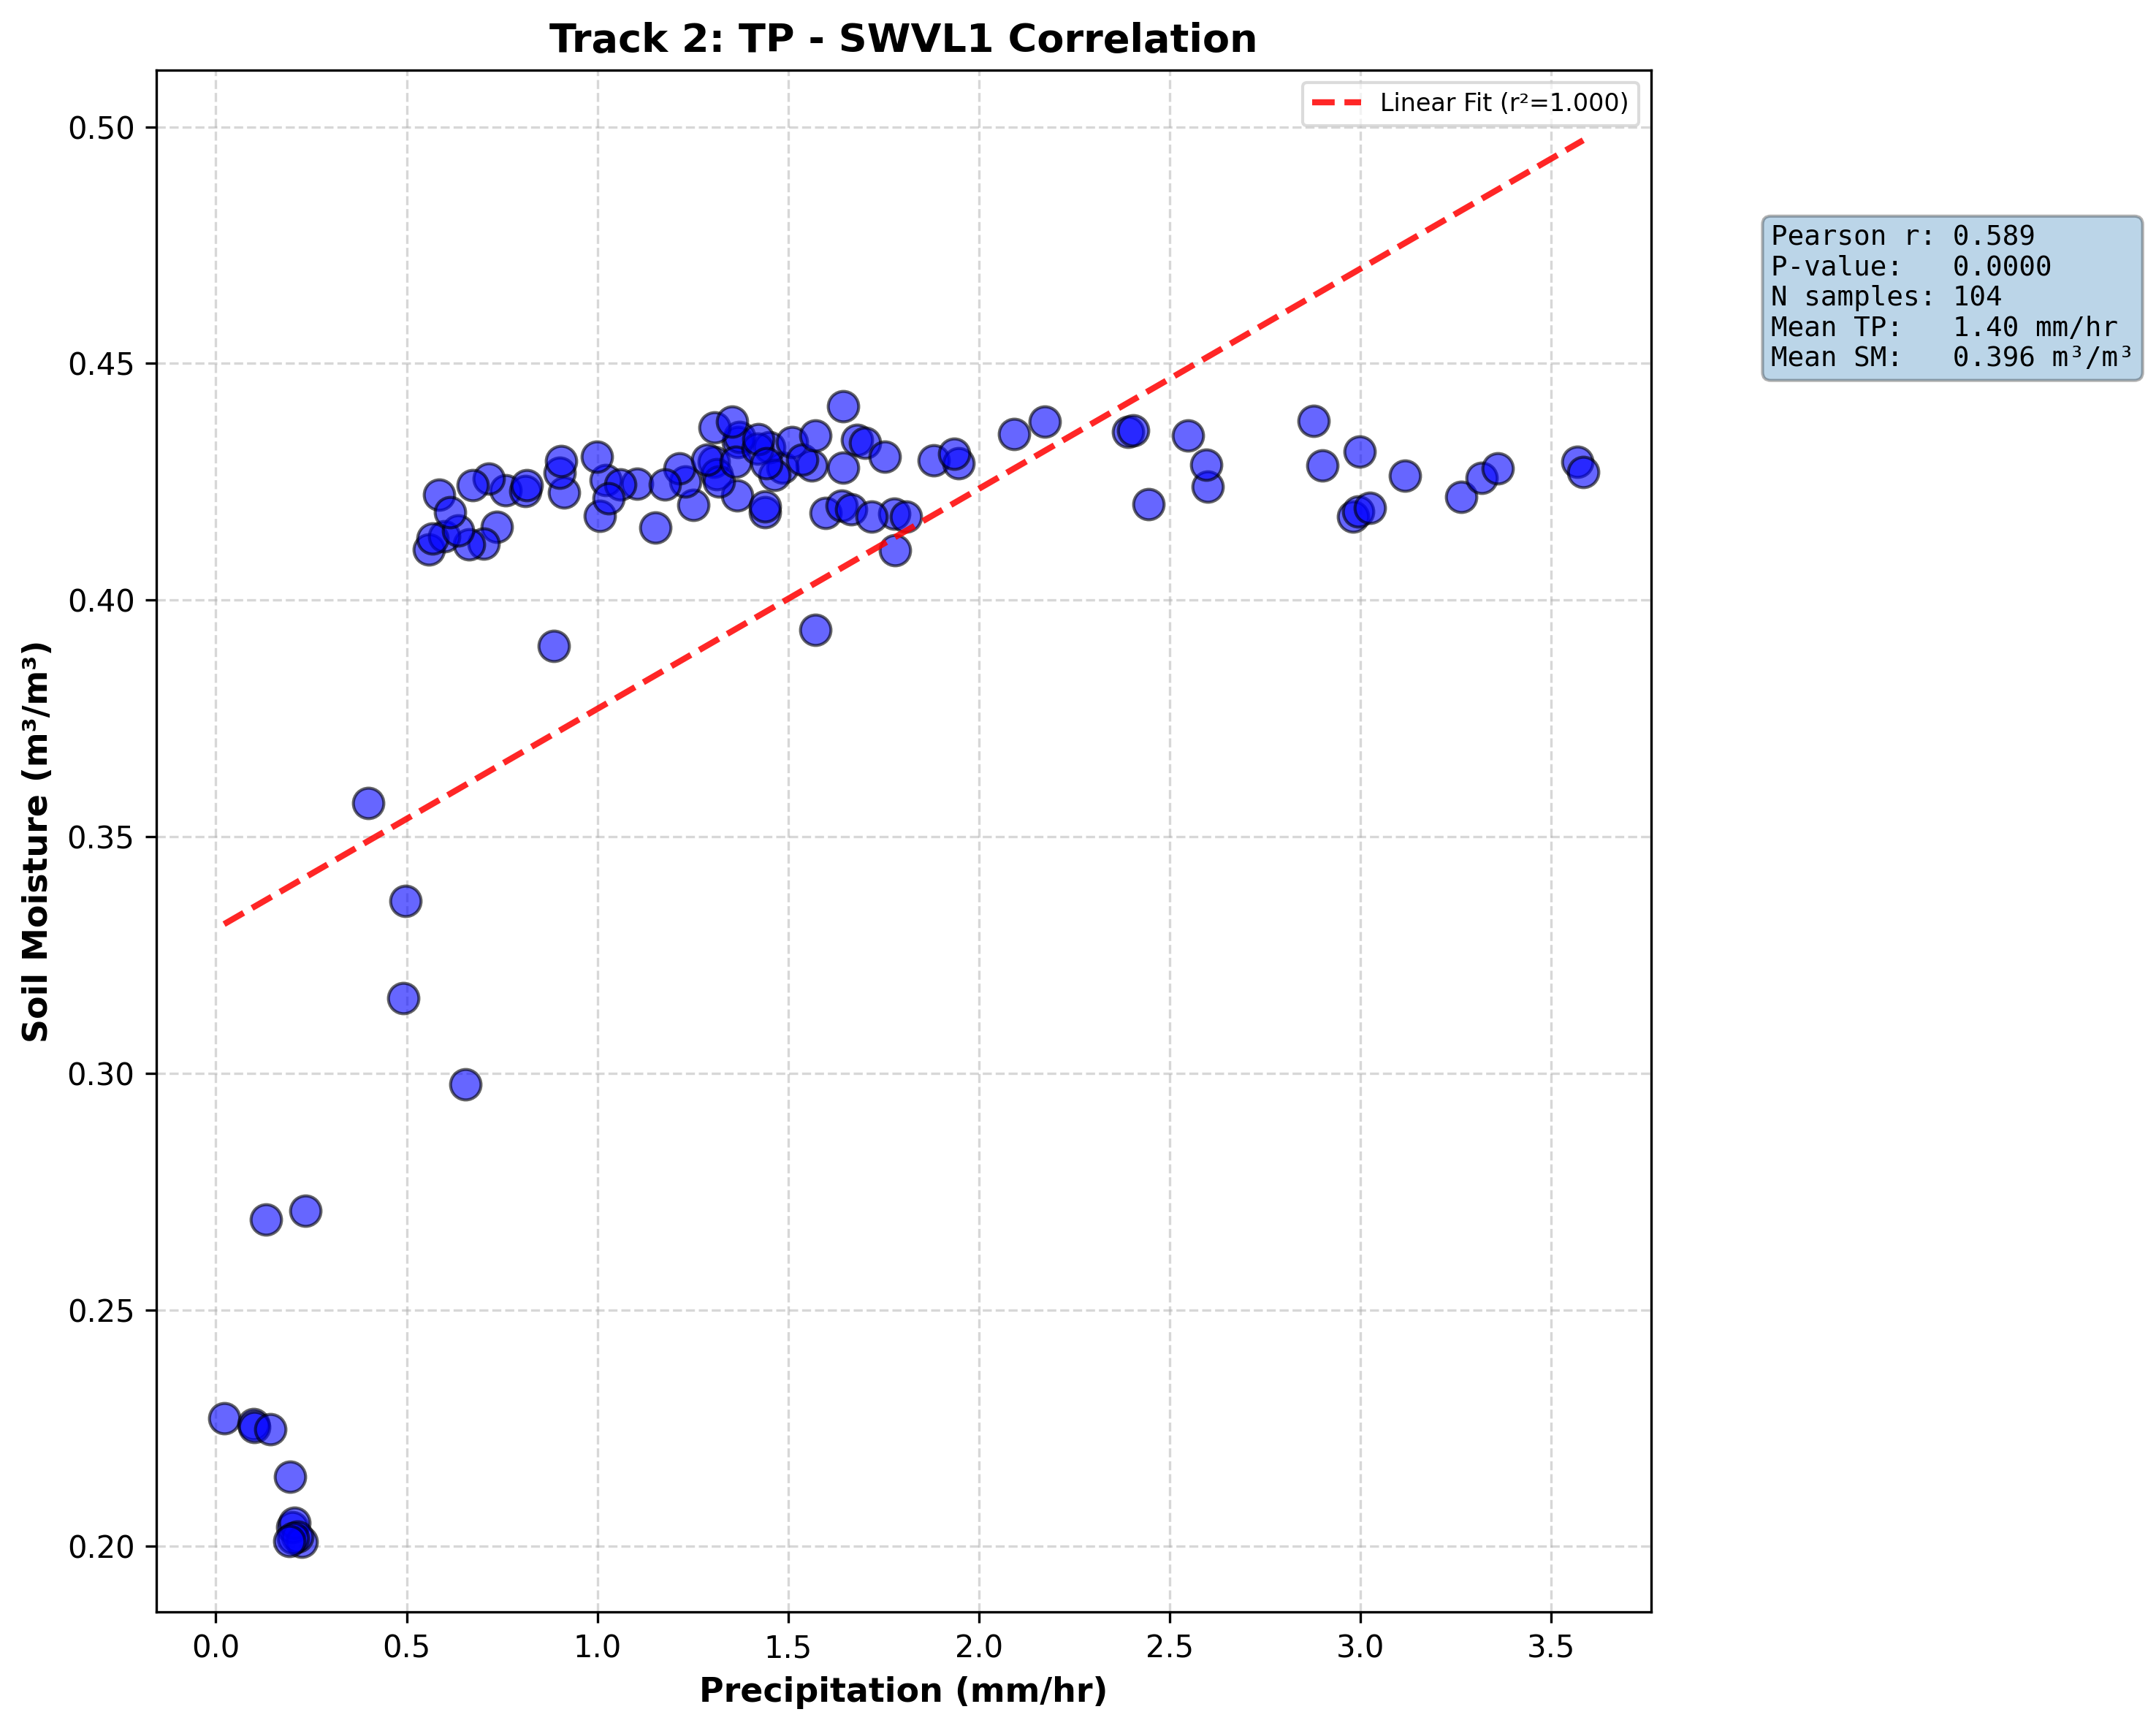 Track 2: TP - SWVL1 Correlation
Linear Fit (r²=1.000)
Pearson r: 0.589
P-value: 0.0000
N samples: 104
Mean TP: 1.40 mm/hr
Mean SM: 0.396 m³/m³
Soil Moisture (m³/m³)
0.50
0.45
0.40
0.35
0.30
0.25
0.20
0.0 0.5 1.0 1.5 2.0 2.5 3.0 3.5
Precipitation (mm/hr)